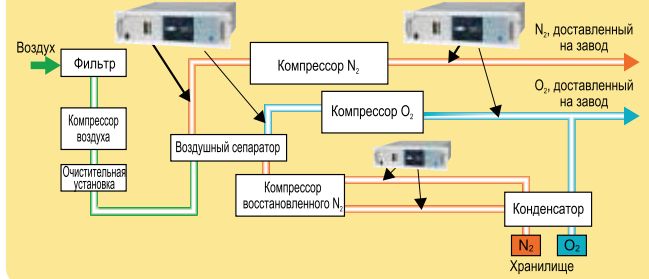 Воздух
Фильтр
Компрессор
воздуха
Очистительная
установка
Воздушный сепаратор
Компрессор N₂
Компрессор O₂
Компрессор
восстановленного N₂
N₂, доставленный
на завод
O₂, доставленный
на завод
Конденсатор
N₂
O₂
Хранилище